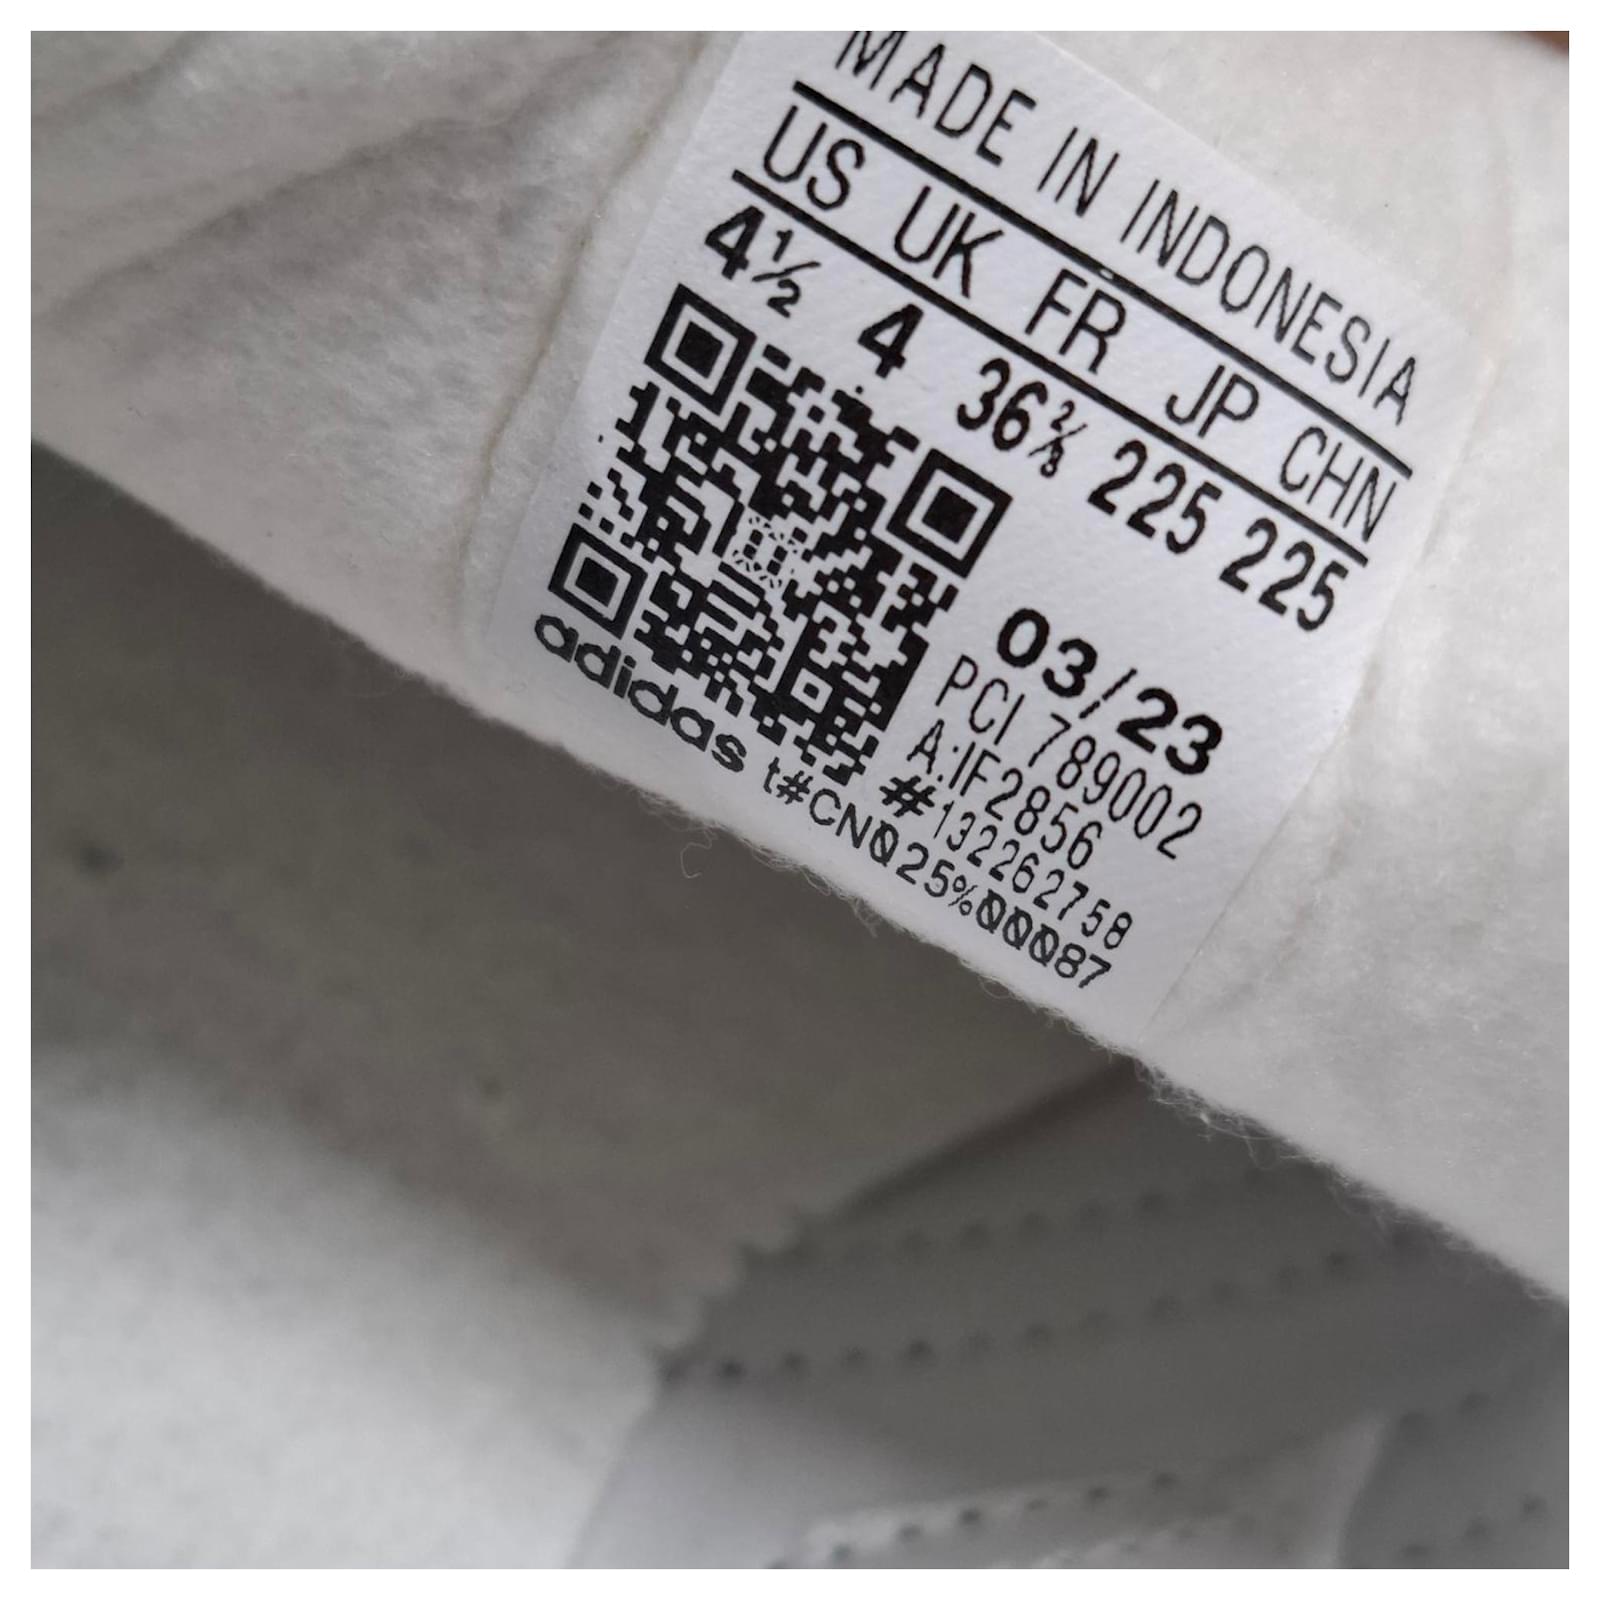 MADE IN INDONESIA
US UK FR JP CHN
4½ 4 36⅔ 225 225
03/23
PCI 789002
A:IF2856
#132262758
adidas t#CN025%000087